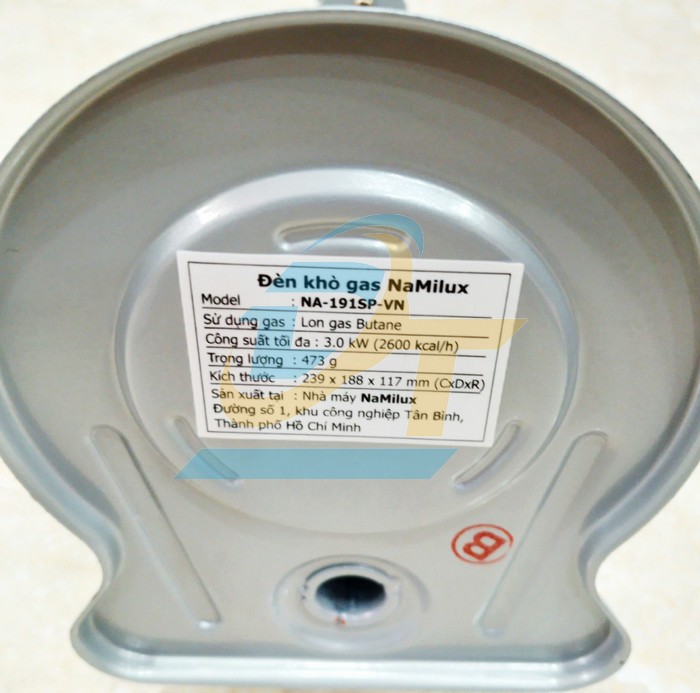 Đèn khò gas NaMilux
Model : NA-191SP-VN
Sử dụng gas : Lon gas Butane
Công suất tối đa : 3.0 kW (2600 kcal/h)
Trọng lượng : 473 g
Kích thước : 239 x 188 x 117 mm (CxDxR)
Sản xuất tại : Nhà máy NaMilux
Đường số 1, khu công nghiệp Tân Bình,
Thành phố Hồ Chí Minh
B